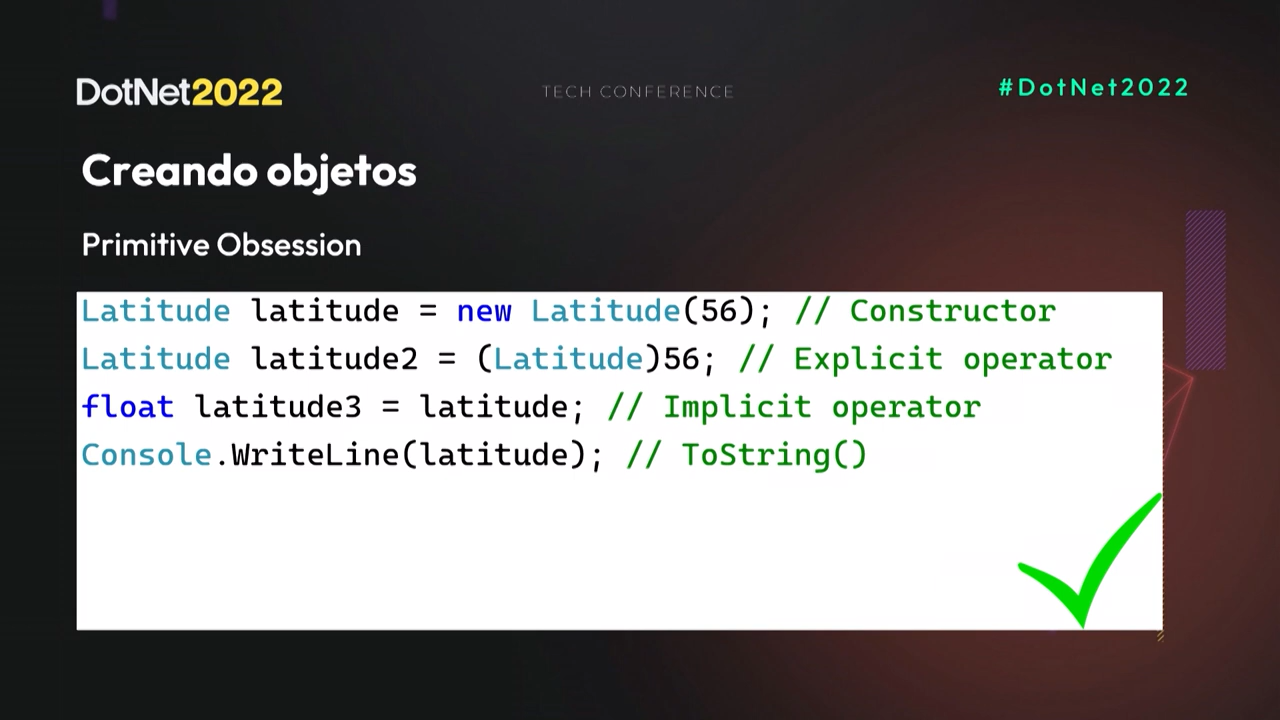 DotNet2022
TECH CONFERENCE
#DotNet2022
Creando objetos
Primitive Obsession
Latitude latitude = new Latitude(56); // Constructor
Latitude latitude2 = (Latitude)56; // Explicit operator
float latitude3 = latitude; // Implicit operator
Console.WriteLine(latitude); // ToString()